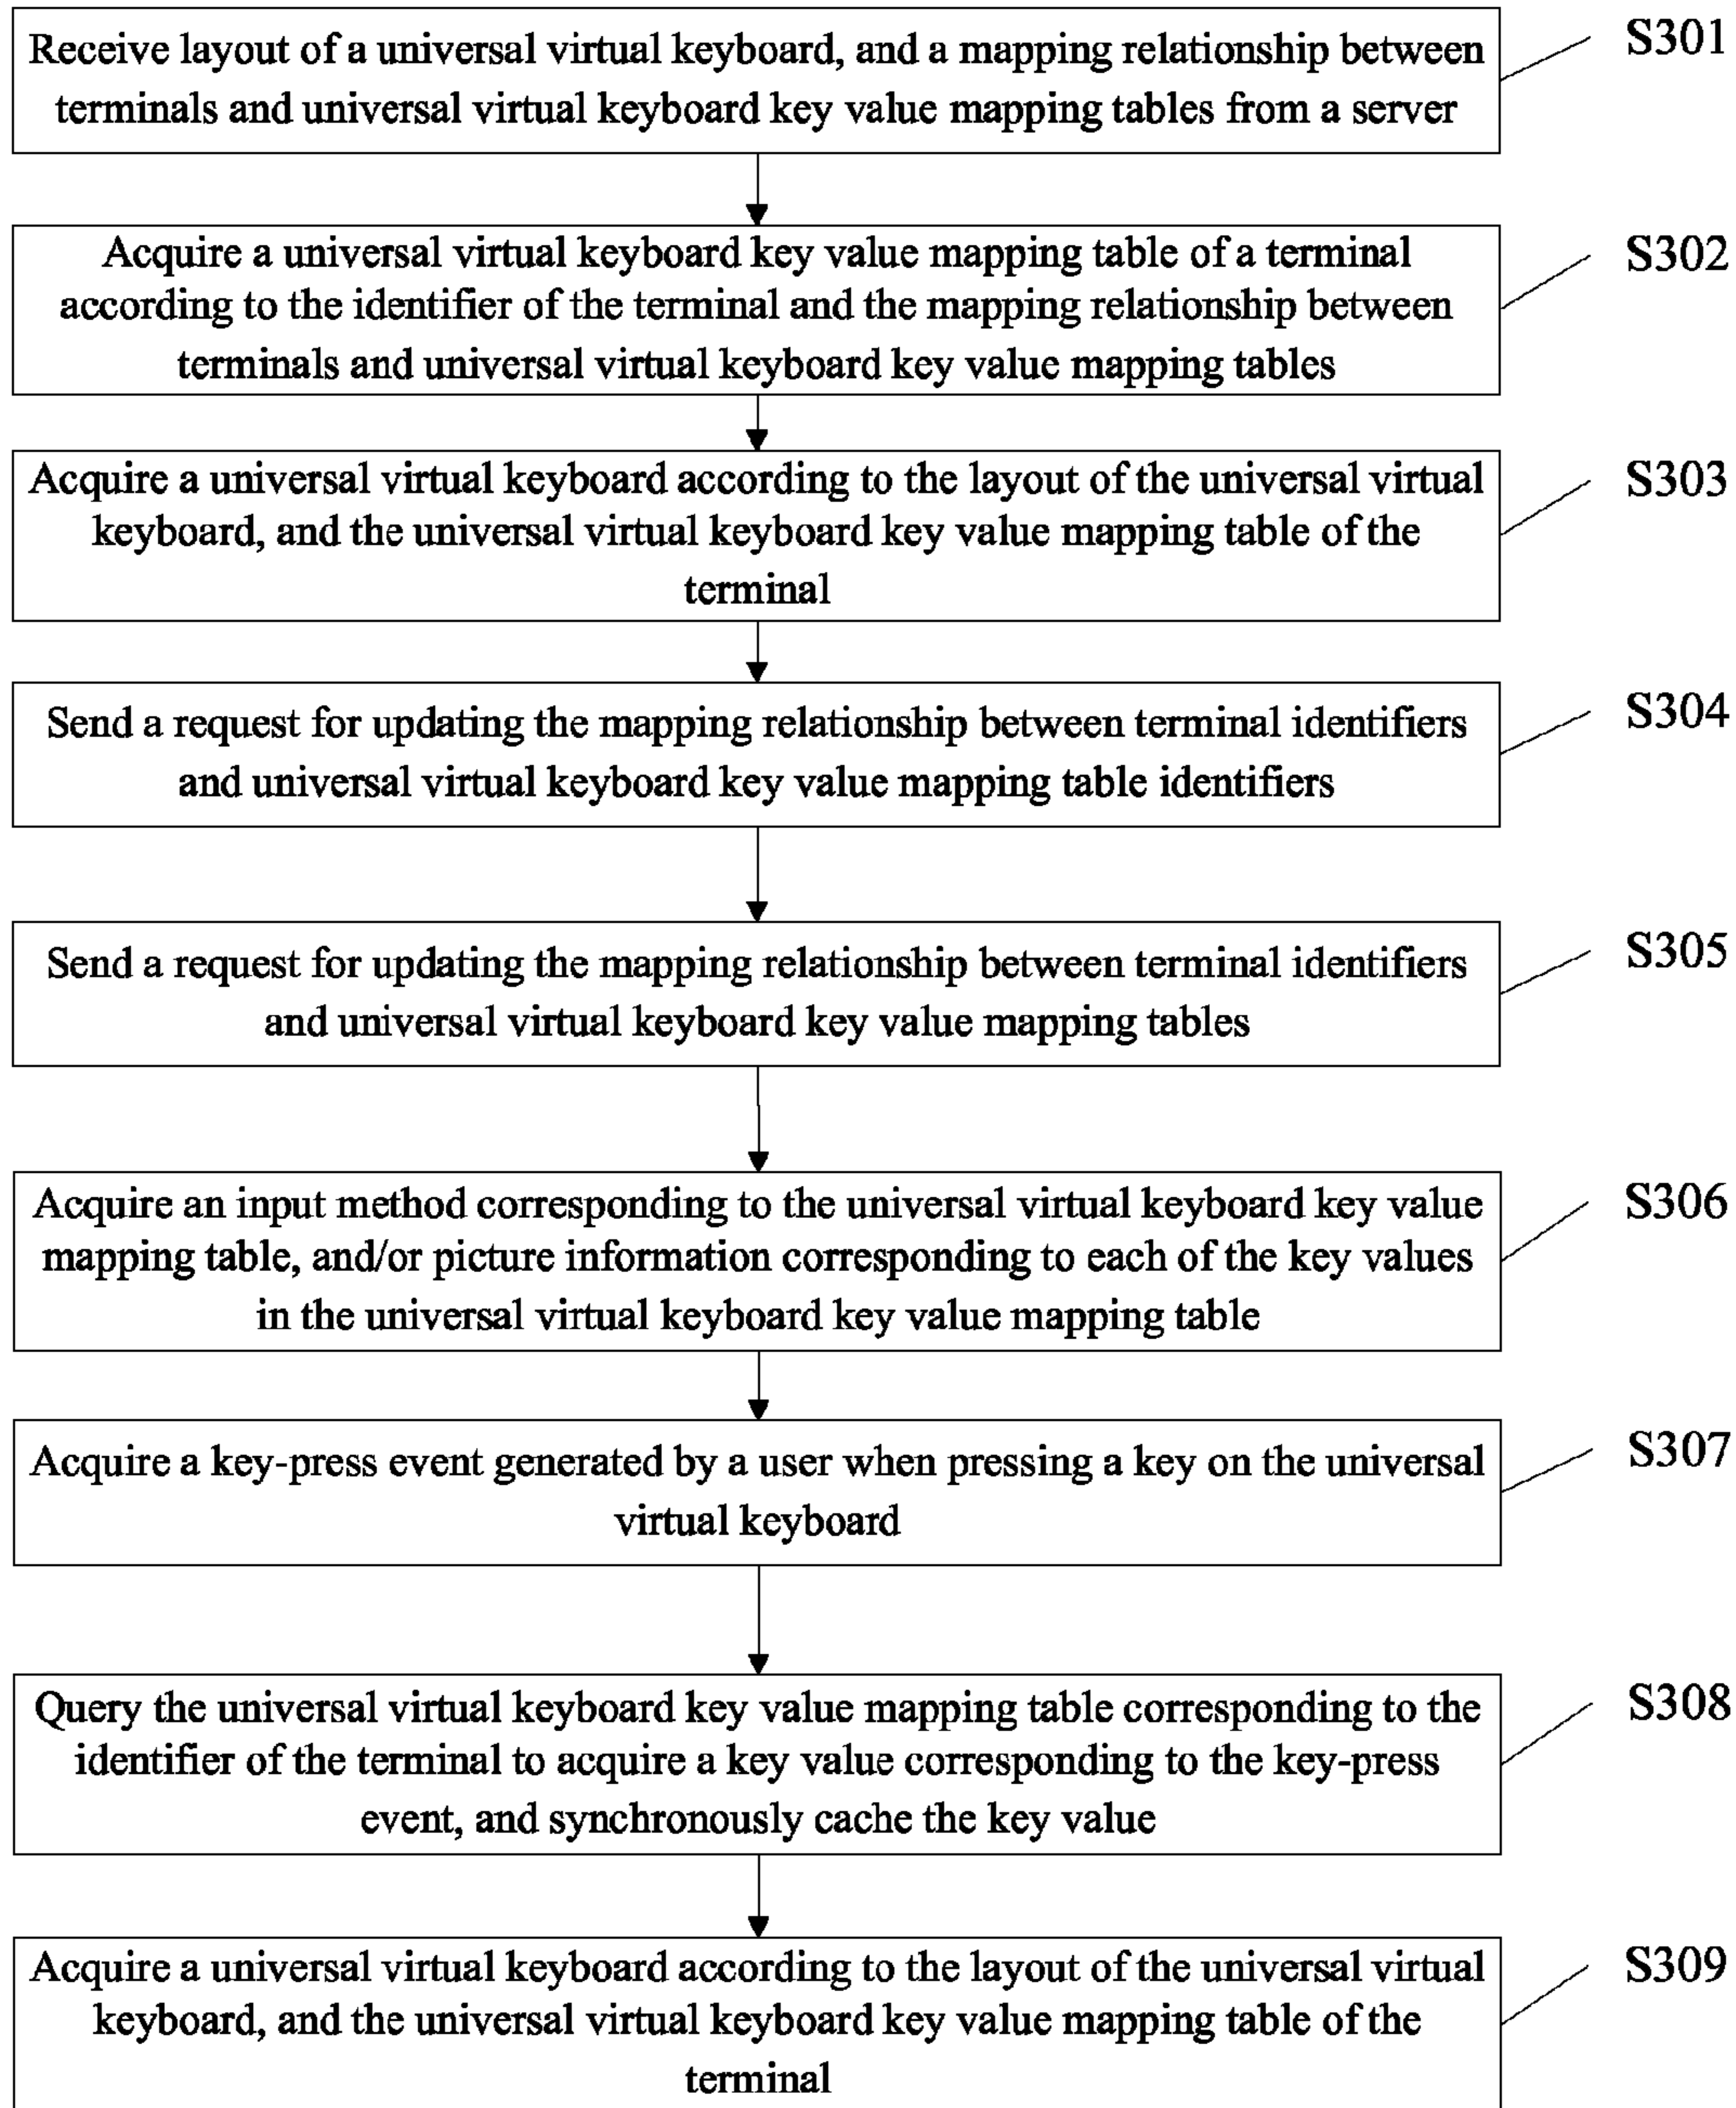 Receive layout of a universal virtual keyboard, and a mapping relationship between
terminals and universal virtual keyboard key value mapping tables from a server
S301
Acquire a universal virtual keyboard key value mapping table of a terminal
according to the identifier of the terminal and the mapping relationship between
terminals and universal virtual keyboard key value mapping tables
S302
Acquire a universal virtual keyboard according to the layout of the universal virtual
keyboard, and the universal virtual keyboard key value mapping table of the
terminal
S303
Send a request for updating the mapping relationship between terminal identifiers
and universal virtual keyboard key value mapping table identifiers
S304
Send a request for updating the mapping relationship between terminal identifiers
and universal virtual keyboard key value mapping tables
S305
Acquire an input method corresponding to the universal virtual keyboard key value
mapping table, and/or picture information corresponding to each of the key values
in the universal virtual keyboard key value mapping table
S306
Acquire a key-press event generated by a user when pressing a key on the universal
virtual keyboard
S307
Query the universal virtual keyboard key value mapping table corresponding to the
identifier of the terminal to acquire a key value corresponding to the key-press
event, and synchronously cache the key value
S308
Acquire a universal virtual keyboard according to the layout of the universal virtual
keyboard, and the universal virtual keyboard key value mapping table of the
terminal
S309